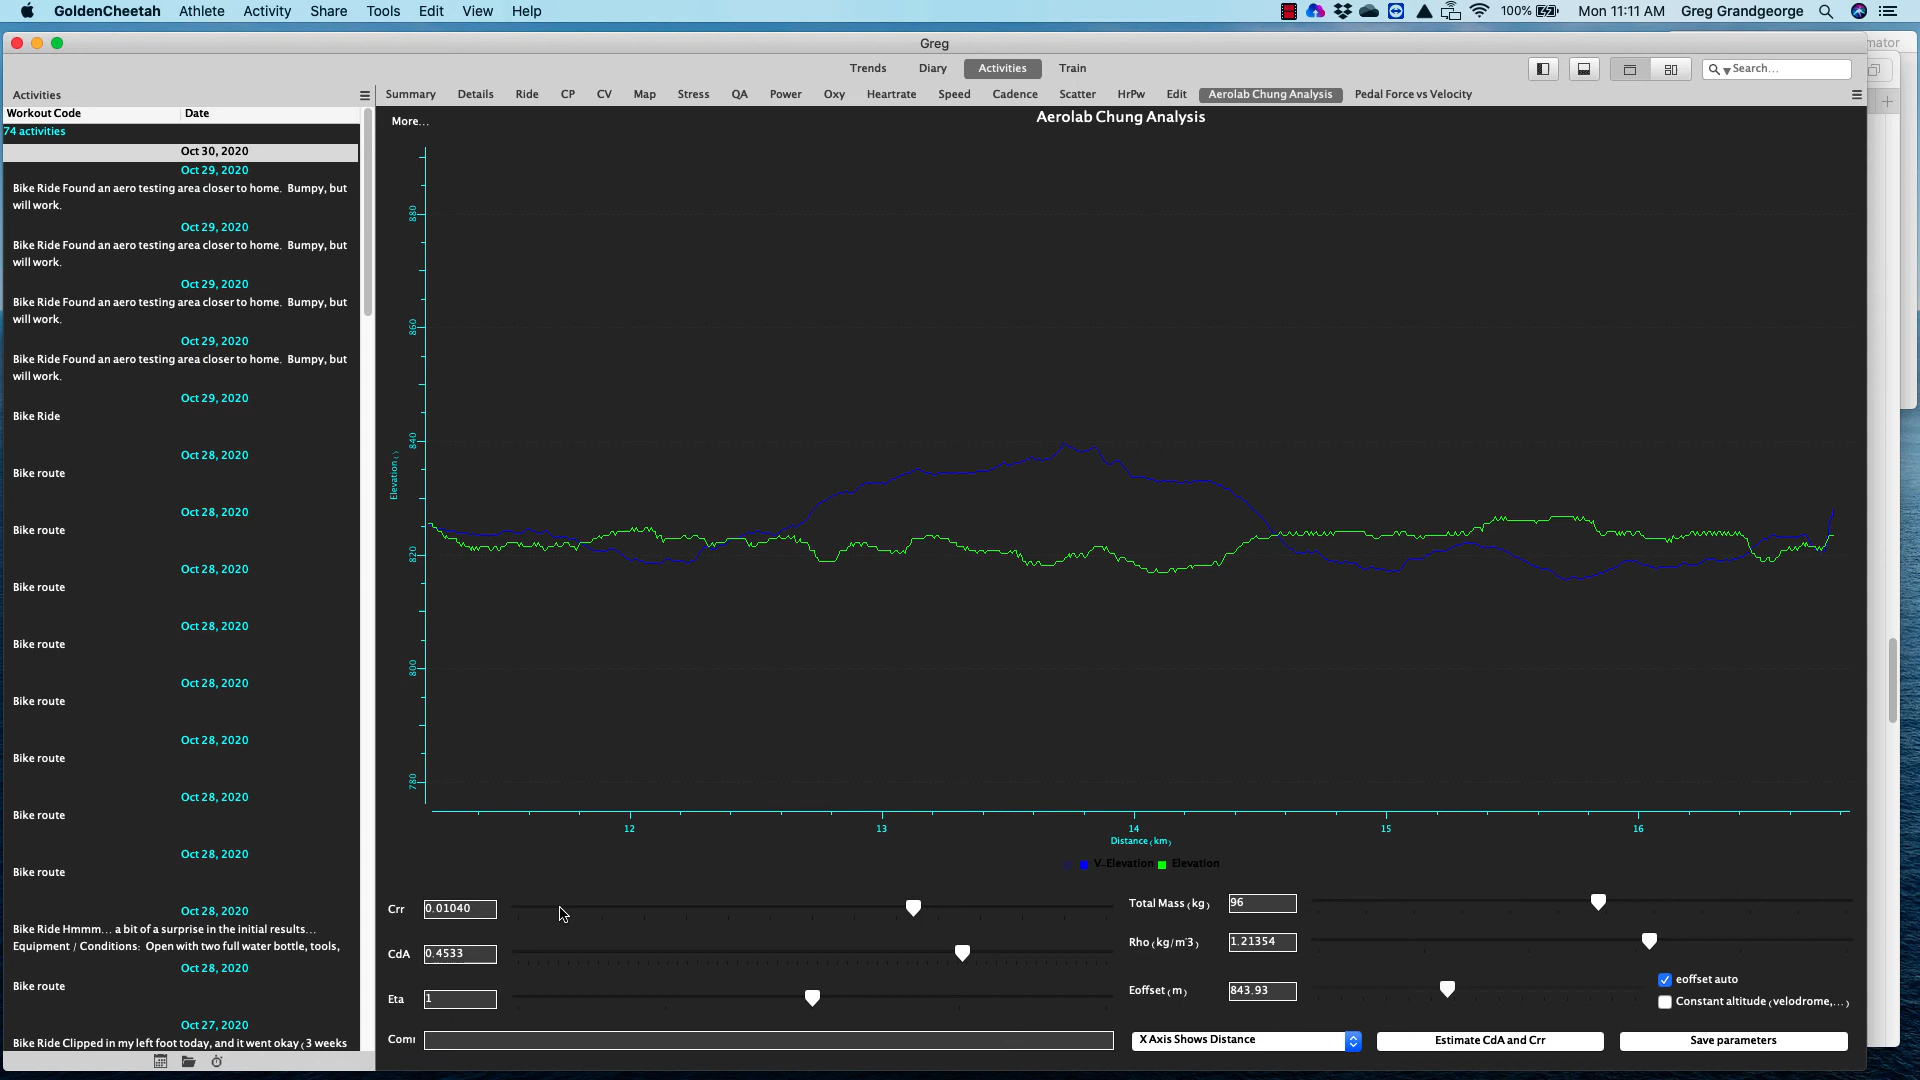 GoldenCheetah Athlete Activity Share Tools Edit View Help 100% Mon 11:11 AM Greg Grandgeorge
Greg
Trends Diary Activities Train Search...
Activities
Summary Details Ride CP CV Map Stress QA Power Oxy Heartrate Speed Cadence Scatter HrPw Edit Aerolab Chung Analysis Pedal Force vs Velocity
Workout Code Date
74 activities
More...
Aerolab Chung Analysis
Oct 30, 2020
Oct 29, 2020
Bike Ride Found an aero testing area closer to home. Bumpy, but
will work.
Oct 29, 2020
Bike Ride Found an aero testing area closer to home. Bumpy, but
will work.
Oct 29, 2020
Bike Ride Found an aero testing area closer to home. Bumpy, but
will work.
Oct 29, 2020
Bike Ride Found an aero testing area closer to home. Bumpy, but
will work.
Oct 29, 2020
Bike Ride
Oct 28, 2020
Bike route
Oct 28, 2020
Bike route
Oct 28, 2020
Bike route
Oct 28, 2020
Bike route
Oct 28, 2020
Bike route
Oct 28, 2020
Bike route
Oct 28, 2020
Bike route
Oct 28, 2020
Bike route
Oct 28, 2020
Bike Ride Hmmm... a bit of a surprise in the initial results...
Equipment / Conditions: Open with two full water bottle, tools,
Oct 28, 2020
Bike route
Oct 27, 2020
Bike Ride Clipped in my left foot today, and it went okay (3 weeks
880
860
840
820
800
780
Elevation ( )
12 13 14 15 16
Distance (km)
V-Elevation Elevation
Crr 0.01040
CdA 0.4533
Eta 1
Total Mass (kg) 96
Rho (kg/m^3) 1.21354
Eoffset (m) 843.93
eoffset auto
Constant altitude (velodrome,...)
X Axis Shows Distance Estimate CdA and Crr Save parameters